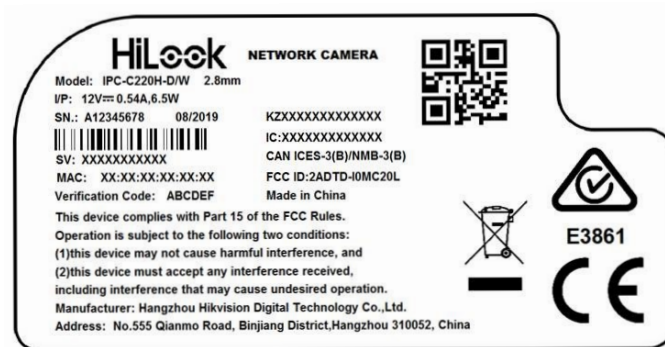 HiLook NETWORK CAMERA
Model: IPC-C220H-D/W 2.8mm
I/P: 12V⎓0.54A,6.5W
SN.: A12345678 08/2019
SV: XXXXXXXXXXX
MAC: XX:XX:XX:XX:XX:XX
Verification Code: ABCDEF
KZXXXXXXXXXXXXX
IC:XXXXXXXXXXXXX
CAN ICES-3(B)/NMB-3(B)
FCC ID:2ADTD-I0MC20L
Made in China
This device complies with Part 15 of the FCC Rules.
Operation is subject to the following two conditions:
(1)this device may not cause harmful interference, and
(2)this device must accept any interference received,
including interference that may cause undesired operation.
Manufacturer: Hangzhou Hikvision Digital Technology Co.,Ltd.
Address: No.555 Qianmo Road, Binjiang District,Hangzhou 310052, China
E3861
CE